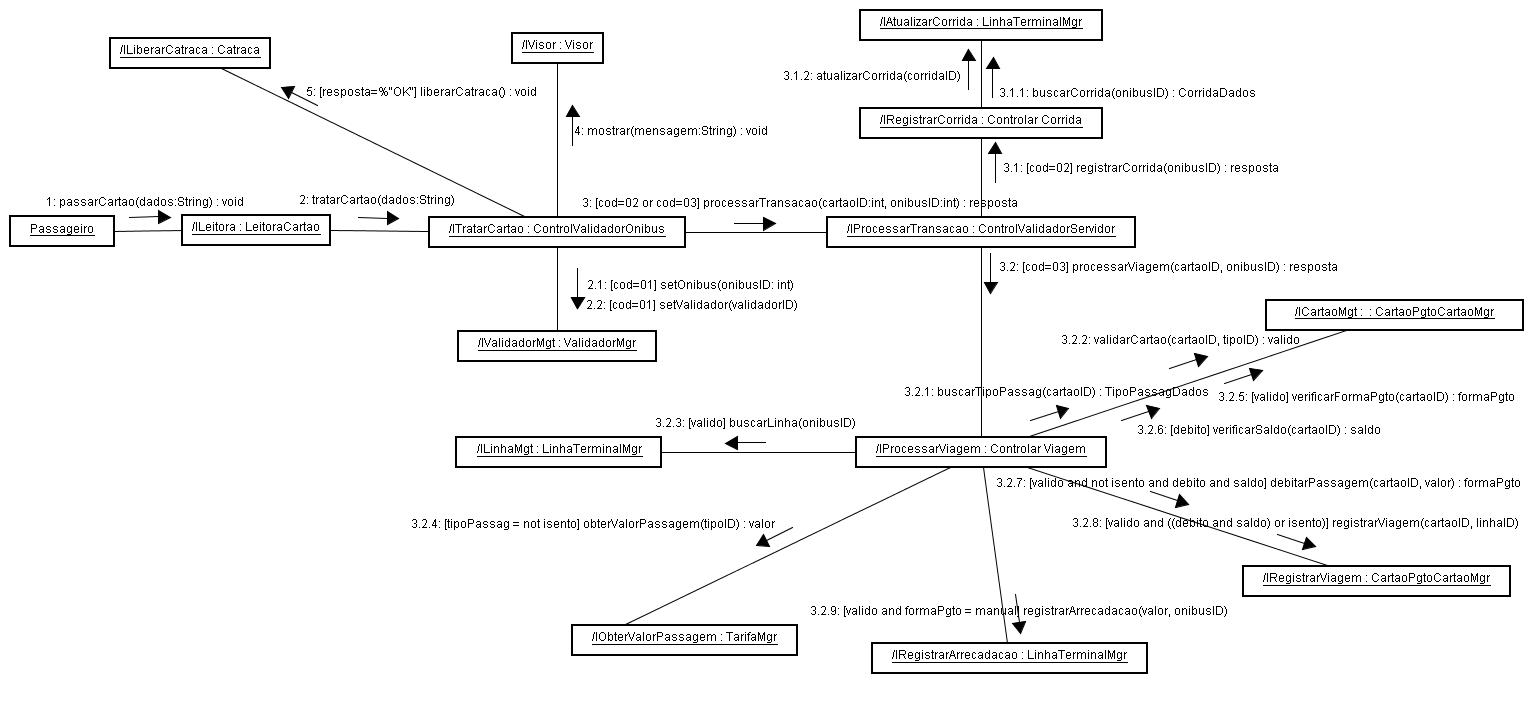 /IAtualizarCorrida : LinhaTerminalMgr
/ILiberarCatraca : Catraca
/IVisor : Visor
3.1.2: atualizarCorrida(corridaID)
5: [resposta=%"OK"] liberarCatraca() : void
3.1.1: buscarCorrida(onibusID) : CorridaDados
/IRegistrarCorrida : Controlar Corrida
4: mostrar(mensagem:String) : void
3.1: [cod=02] registrarCorrida(onibusID) : resposta
1: passarCartao(dados:String) : void
2: tratarCartao(dados:String)
3: [cod=02 or cod=03] processarTransacao(cartaoID:int, onibusID:int) : resposta
Passageiro
/ILeitora : LeitoraCartao
/ITratarCartao : ControlValidadorOnibus
/IProcessarTransacao : ControlValidadorServidor
3.2: [cod=03] processarViagem(cartaoID, onibusID) : resposta
2.1: [cod=01] setOnibus(onibusID: int)
2.2: [cod=01] setValidador(validadorID)
/ICartaoMgt : : CartaoPgtoCartaoMgr
/IValidadorMgt : ValidadorMgr
3.2.2: validarCartao(cartaoID, tipoID) : valido
3.2.1: buscarTipoPassag(cartaoID) : TipoPassagDados
3.2.5: [valido] verificarFormaPgto(cartaoID) : formaPgto
3.2.3: [valido] buscarLinha(onibusID)
3.2.6: [debito] verificarSaldo(cartaoID) : saldo
/ILinhaMgt : LinhaTerminalMgr
/IProcessarViagem : Controlar Viagem
3.2.7: [valido and not isento and debito and saldo] debitarPassagem(cartaoID, valor) : formaPgto
3.2.4: [tipoPassag = not isento] obterValorPassagem(tipoID) : valor
3.2.8: [valido and ((debito and saldo) or isento)] registrarViagem(cartaoID, linhaID)
/IRegistrarViagem : CartaoPgtoCartaoMgr
3.2.9: [valido and formaPgto = manual] registrarArrecadacao(valor, onibusID)
/IObterValorPassagem : TarifaMgr
/IRegistrarArrecadacao : LinhaTerminalMgr